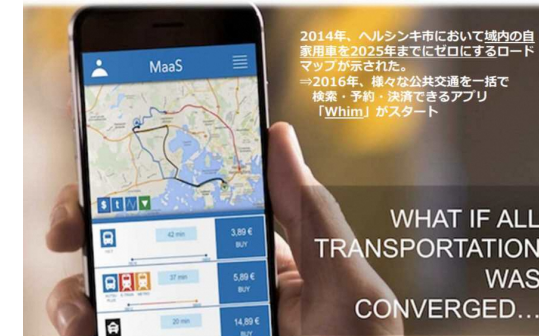 2014年、ヘルシンキ市において域内の自
家用車を2025年までにゼロにするロード
マップが示された。
⇒2016年、様々な公共交通を一括で
検索・予約・決済できるアプリ
「Whim」がスタート
MaaS
$ t
42 min
3,89 €
BUY
37 min
5,89 €
BUY
20 min
14,89 €
BUY
WHAT IF ALL
TRANSPORTATION
WAS
CONVERGED...